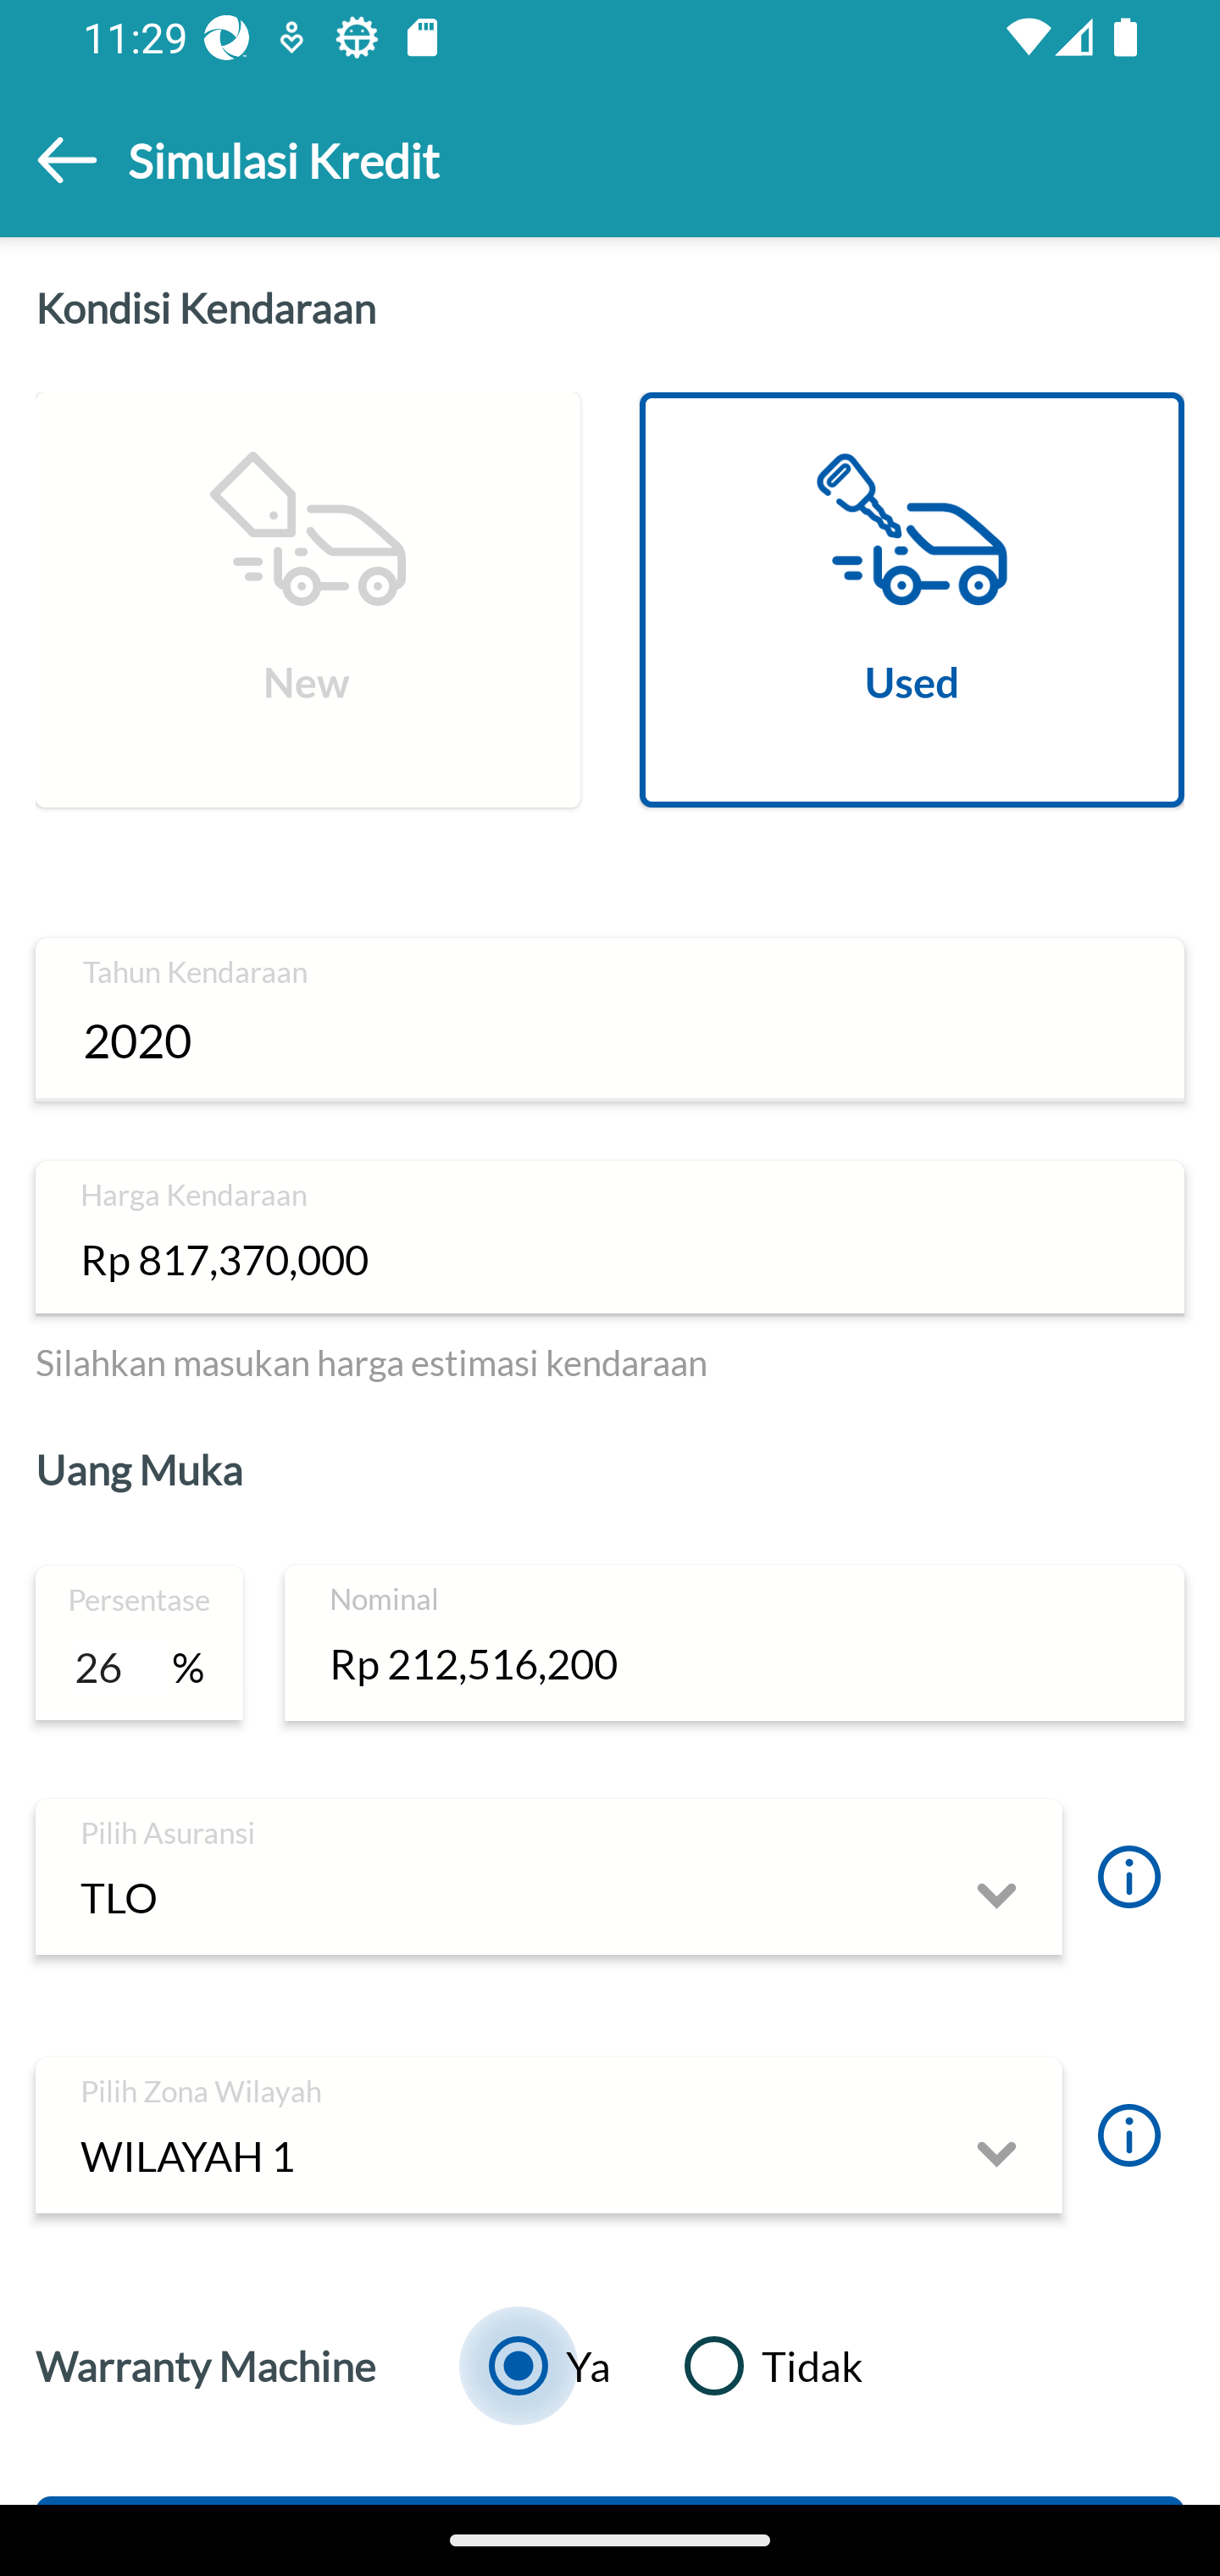 11:29
Simulasi Kredit
Kondisi Kendaraan
New
Used
Tahun Kendaraan
2020
Harga Kendaraan
Rp 817,370,000
Silahkan masukan harga estimasi kendaraan
Uang Muka
Persentase
26 %
Nominal
Rp 212,516,200
Pilih Asuransi
TLO
Pilih Zona Wilayah
WILAYAH 1
Warranty Machine Ya Tidak